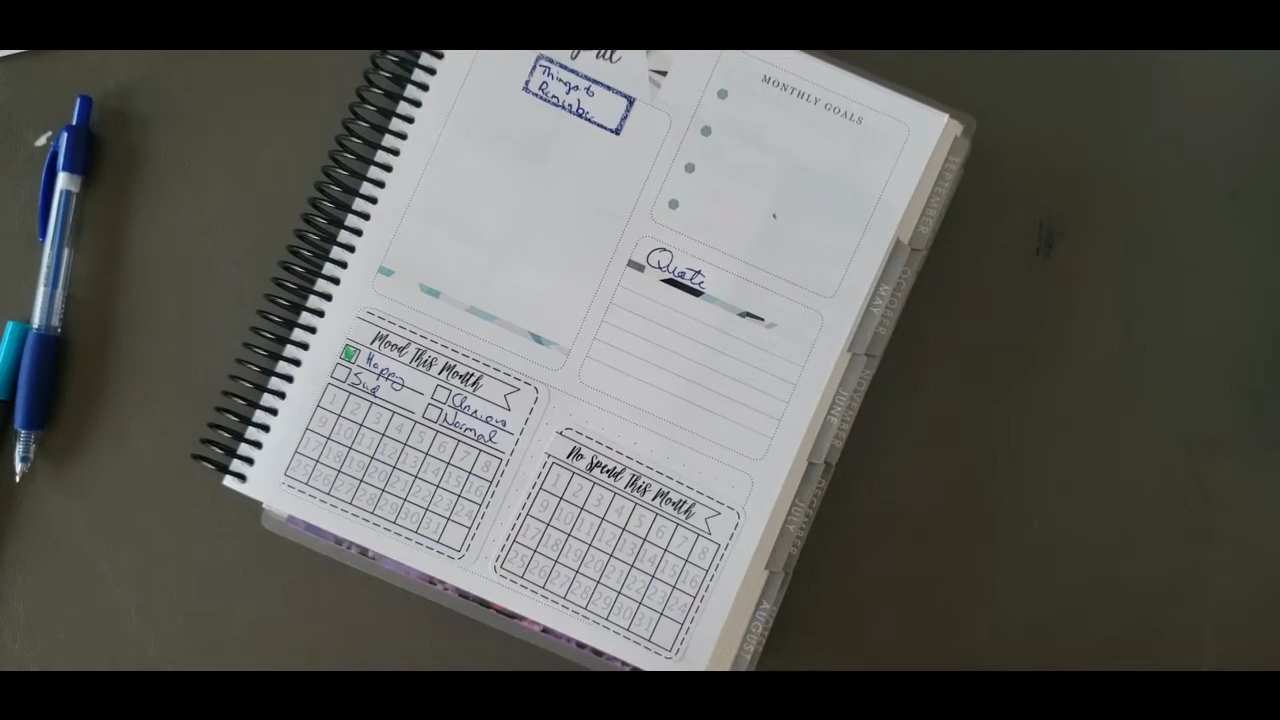 Things to
Remember
MONTHLY GOALS
Quote
Mood This Month
Happy
Anxious
Sad
Normal
1 2 3 4 5 6 7 8
9 10 11 12 13 14 15 16
17 18 19 20 21 22 23 24
25 26 27 28 29 30 31
No Spend This Month
1 2 3 4 5 6 7 8
9 10 11 12 13 14 15 16
17 18 19 20 21 22 23 24
25 26 27 28 29 30 31
SEPTEMBER
OCTOBER
MAY
NOVEMBER
JUNE
DECEMBER
JULY
AUGUST